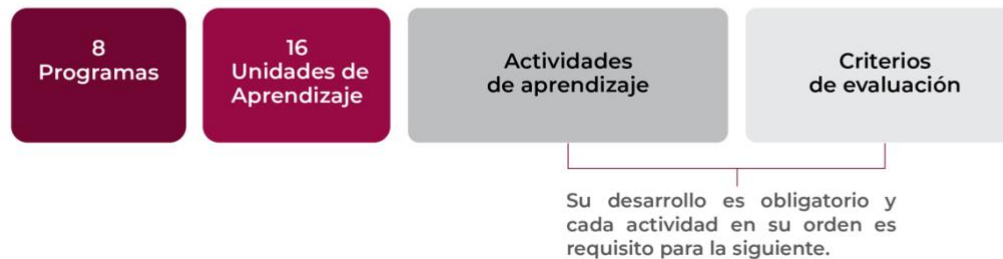 8
Programas
16
Unidades de
Aprendizaje
Actividades
de aprendizaje
Criterios
de evaluación
Su desarrollo es obligatorio y
cada actividad en su orden es
requisito para la siguiente.